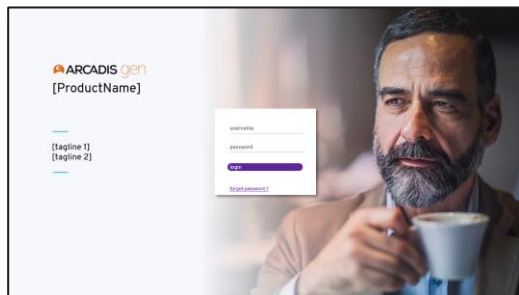 ARCADIS gen
[ProductName]
[tagline 1]
[tagline 2]
username
password
login
forgot password ?